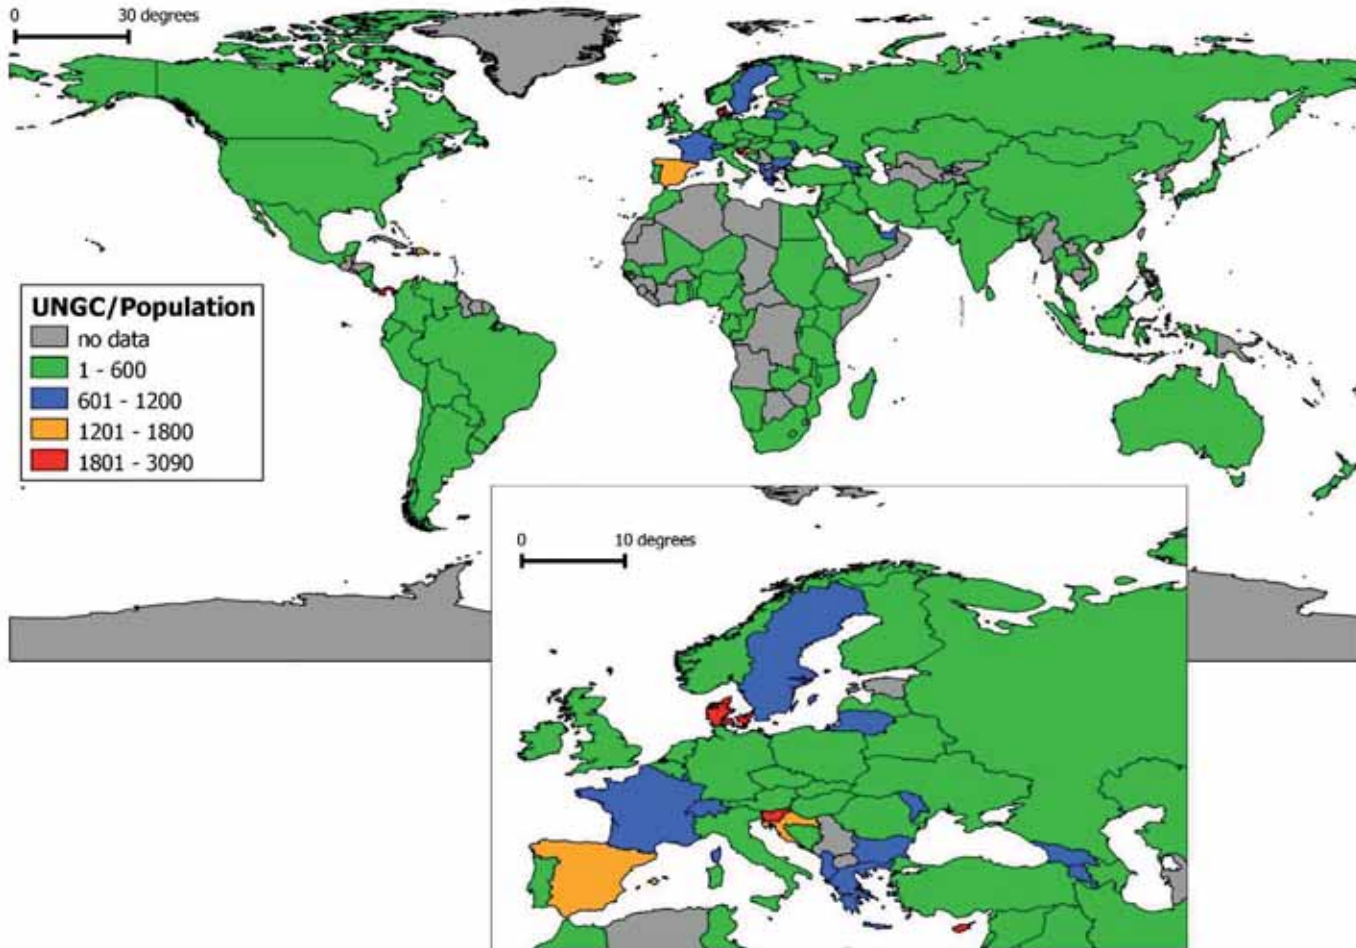 0 30 degrees
UNGC/Population
no data
1 - 600
601 - 1200
1201 - 1800
1801 - 3090
0 10 degrees